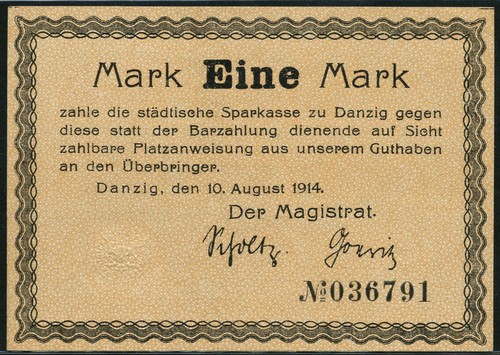 Mark Eine Mark
zahle die städtische Sparkasse zu Danzig gegen
diese statt der Barzahlung dienende auf Sicht
zahlbare Platzanweisung aus unserem Guthaben
an den Überbringer.
Danzig, den 10. August 1914.
Der Magistrat.
Scholtz.
№036791